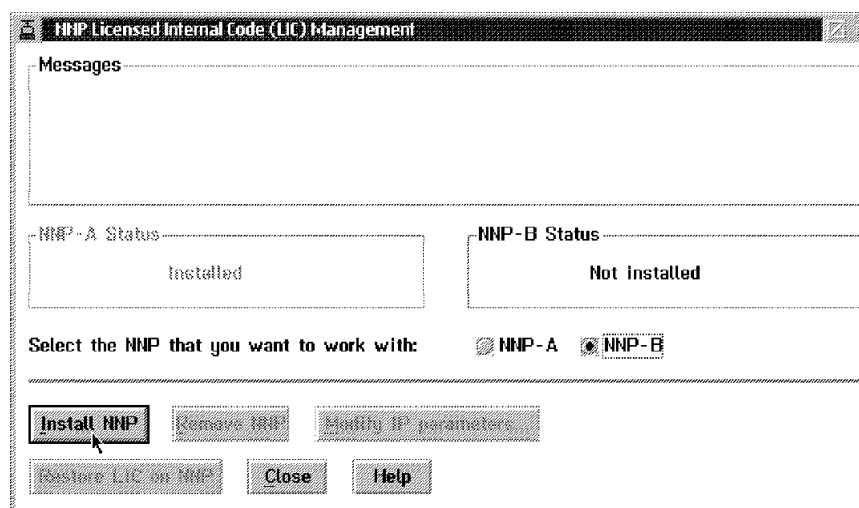 NNP Licensed Internal Code (LIC) Management
Messages
NNP-A Status
NNP-B Status
Installed
Not installed
Select the NNP that you want to work with: NNP-A NNP-B
Install NNP Remove NNP Modify IP parameters...
Restore LIC on NNP Close Help